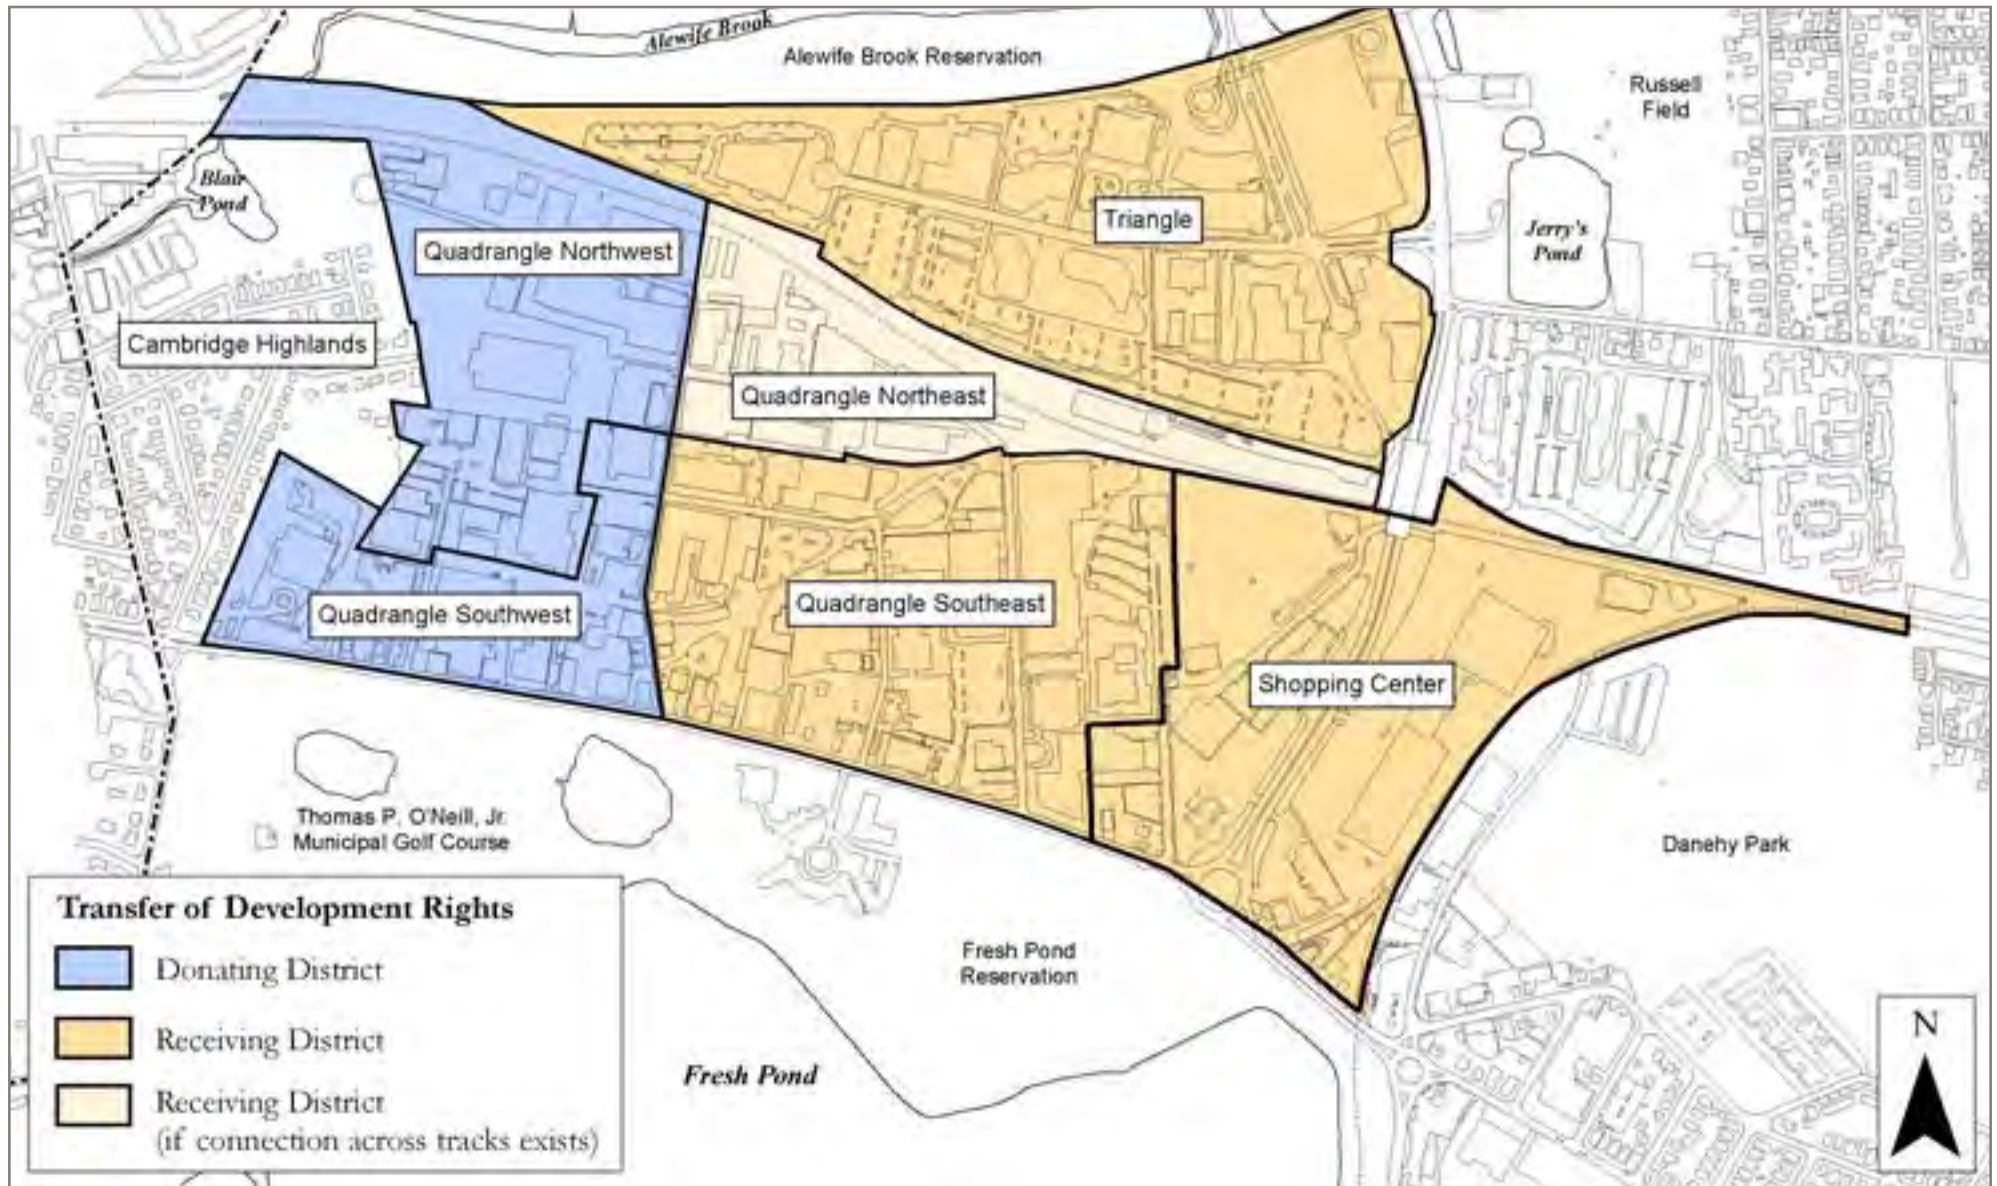 Alewife Brook
Alewife Brook Reservation
Russell
Field
Blair
Pond
Triangle
Jerry's
Pond
Quadrangle Northwest
Cambridge Highlands
Quadrangle Northeast
Quadrangle Southwest
Quadrangle Southeast
Shopping Center
Thomas P. O'Neill, Jr.
Municipal Golf Course
Danehy Park
Fresh Pond
Reservation
Fresh Pond
Transfer of Development Rights
Donating District
Receiving District
Receiving District
(if connection across tracks exists)
N